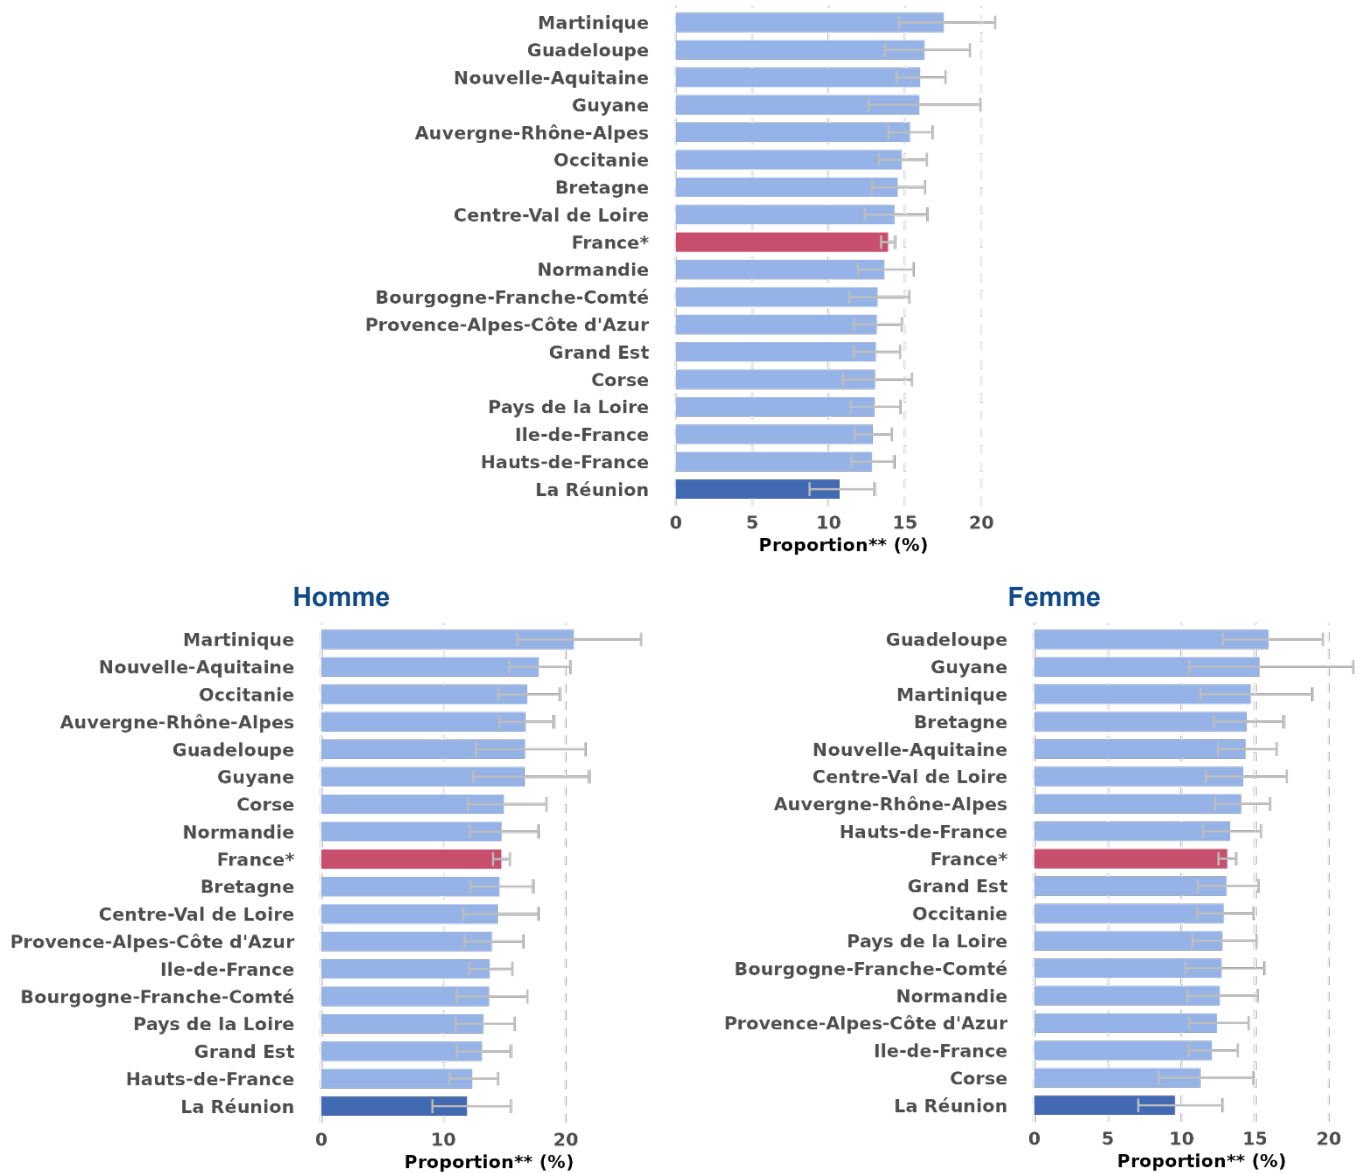 Martinique
Guadeloupe
Nouvelle-Aquitaine
Guyane
Auvergne-Rhône-Alpes
Occitanie
Bretagne
Centre-Val de Loire
France*
Normandie
Bourgogne-Franche-Comté
Provence-Alpes-Côte d'Azur
Grand Est
Corse
Pays de la Loire
Ile-de-France
Hauts-de-France
La Réunion
0 5 10 15 20
Proportion** (%)
Homme
Martinique
Nouvelle-Aquitaine
Occitanie
Auvergne-Rhône-Alpes
Guadeloupe
Guyane
Corse
Normandie
France*
Bretagne
Centre-Val de Loire
Provence-Alpes-Côte d'Azur
Ile-de-France
Bourgogne-Franche-Comté
Pays de la Loire
Grand Est
Hauts-de-France
La Réunion
0 10 20
Proportion** (%)
Femme
Guadeloupe
Guyane
Martinique
Bretagne
Nouvelle-Aquitaine
Centre-Val de Loire
Auvergne-Rhône-Alpes
Hauts-de-France
France*
Grand Est
Occitanie
Pays de la Loire
Bourgogne-Franche-Comté
Normandie
Provence-Alpes-Côte d'Azur
Ile-de-France
Corse
La Réunion
0 5 10 15 20
Proportion** (%)